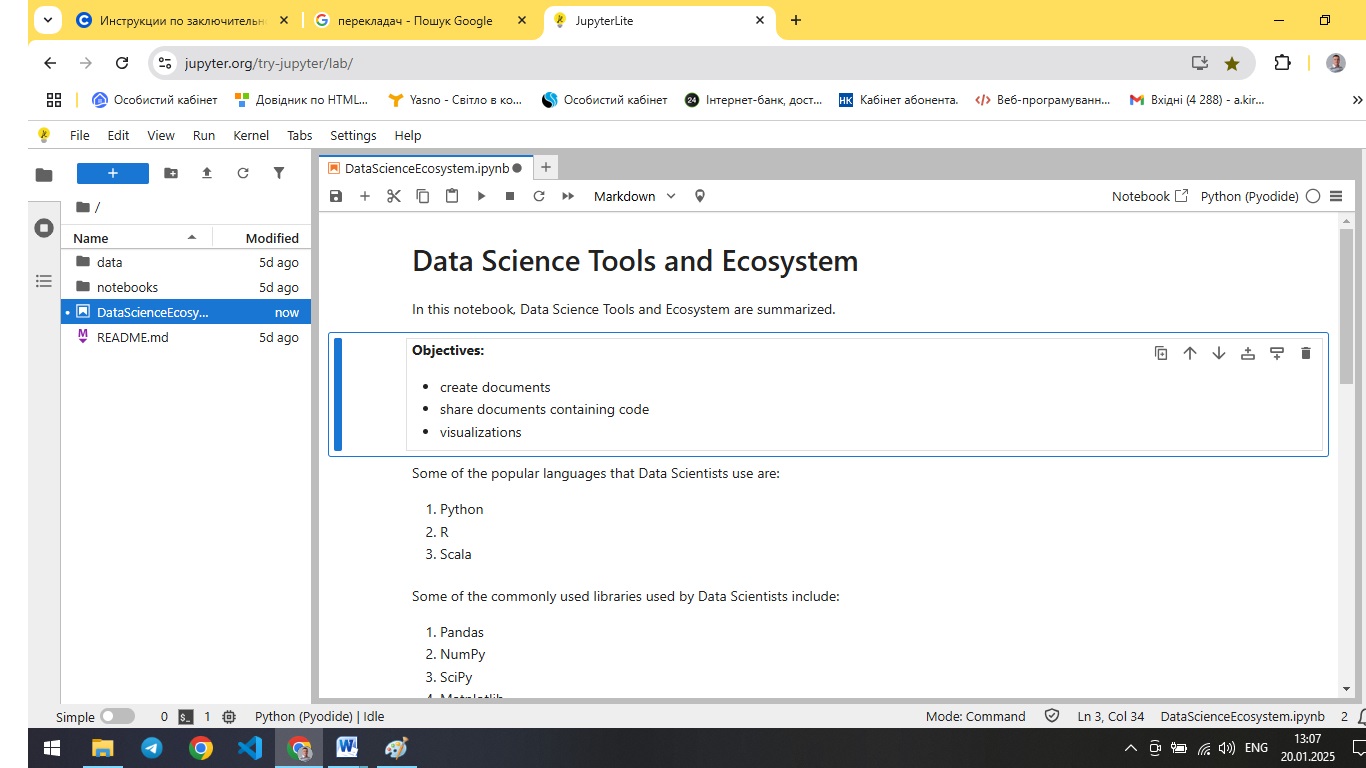 Инструкции по заключительн
перекладач - Пошук Google
JupyterLite
jupyter.org/try-jupyter/lab/
Особистий кабінет
Довідник по HTML...
Yasno - Світло в ко...
Особистий кабінет
24 Інтернет-банк, дост...
НК Кабінет абонента.
Веб-програмуванн...
Вхідні (4 288) - a.kir...
File Edit View Run Kernel Tabs Settings Help
DataScienceEcosystem.ipynb
Markdown
Notebook
Python (Pyodide)
/
Name Modified
data 5d ago
notebooks 5d ago
DataScienceEcosy... now
README.md 5d ago
Data Science Tools and Ecosystem
In this notebook, Data Science Tools and Ecosystem are summarized.
Objectives:
• create documents
• share documents containing code
• visualizations
Some of the popular languages that Data Scientists use are:
1. Python
2. R
3. Scala
Some of the commonly used libraries used by Data Scientists include:
1. Pandas
2. NumPy
3. SciPy
4. Matplotlib
Simple 0 1 Python (Pyodide) | Idle
Mode: Command Ln 3, Col 34 DataScienceEcosystem.ipynb 2
ENG
13:07
20.01.2025